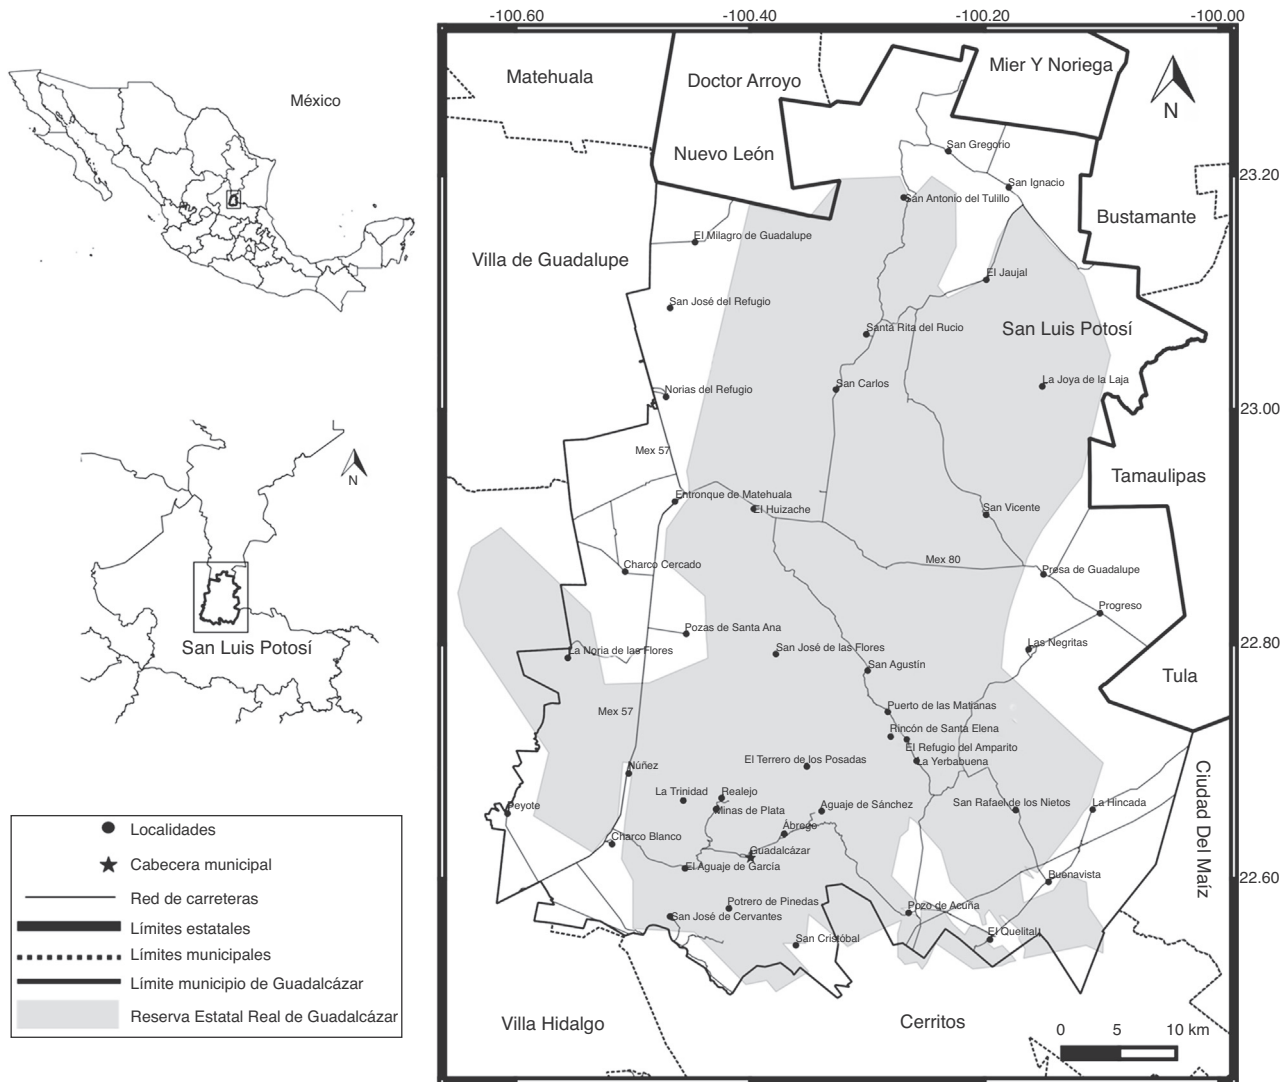 -100.60
-100.40
-100.20
-100.00
México
Matehuala
Doctor Arroyo
Mier Y Noriega
N
San Gregorio
Nuevo León
23.20
San Ignacio
San Antonio del Tulillo
Bustamante
El Milagro de Guadalupe
Villa de Guadalupe
El Jaujal
San José del Refugio
Santa Rita del Rucio
San Luis Potosí
La Joya de la Laja
San Carlos
Norias del Refugio
23.00
Mex 57
N
Tamaulipas
Entronque de Matehuala
El Huizache
San Vicente
Mex 80
Charco Cercado
Presa de Guadalupe
Progreso
Pozas de Santa Ana
San Luis Potosí
La Noria de las Flores
San José de las Flores
Las Negritas
22.80
San Agustín
Tula
Mex 57
Puerto de las Matianas
Rincón de Santa Elena
El Refugio del Amparito
El Terrero de los Posadas
La Yerbabuena
Núñez
Ciudad Del Maíz
La Trinidad
Realejo
Peyote
Minas de Plata
Aguaje de Sánchez
San Rafael de los Nietos
La Hincada
Ábrego
Charco Blanco
Guadalcázar
El Aguaje de García
Buenavista
22.60
Potrero de Pinedas
Pozo de Acuña
San José de Cervantes
San Cristóbal
El Quelital
Villa Hidalgo
Cerritos
0 5 10 km
Localidades
Cabecera municipal
Red de carreteras
Límites estatales
Límites municipales
Límite municipio de Guadalcázar
Reserva Estatal Real de Guadalcázar